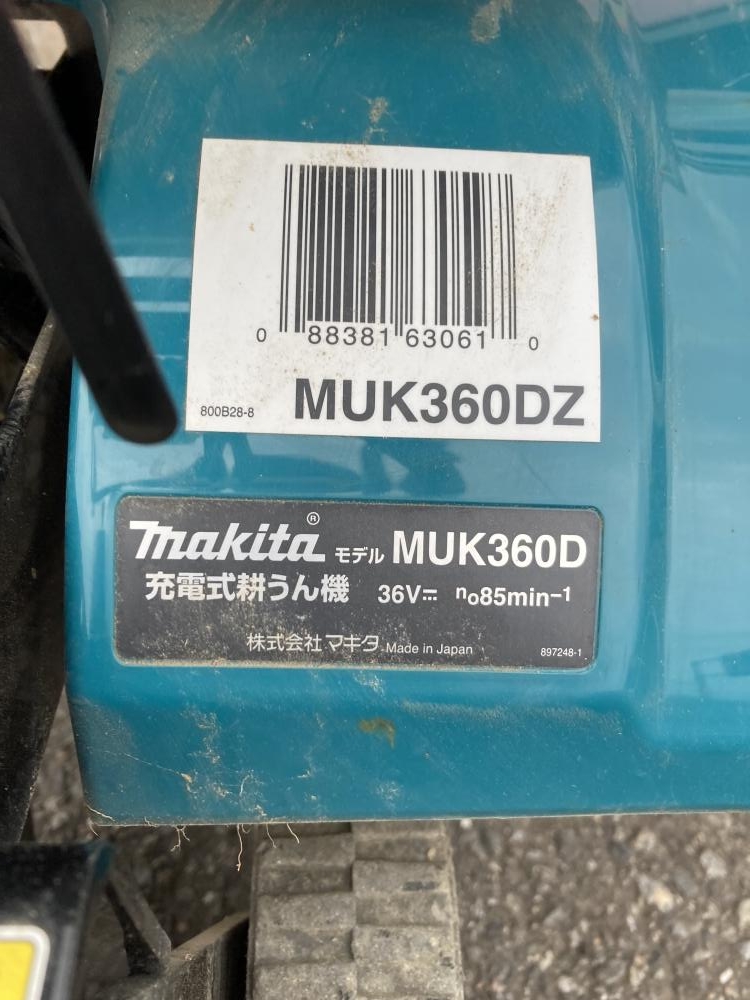 0 88381 63061 0
800B28-8 MUK360DZ
makita® モデル MUK360D
充電式耕うん機 36V⎓ n₀85min⁻¹
株式会社 マキタ Made in Japan 897248-1